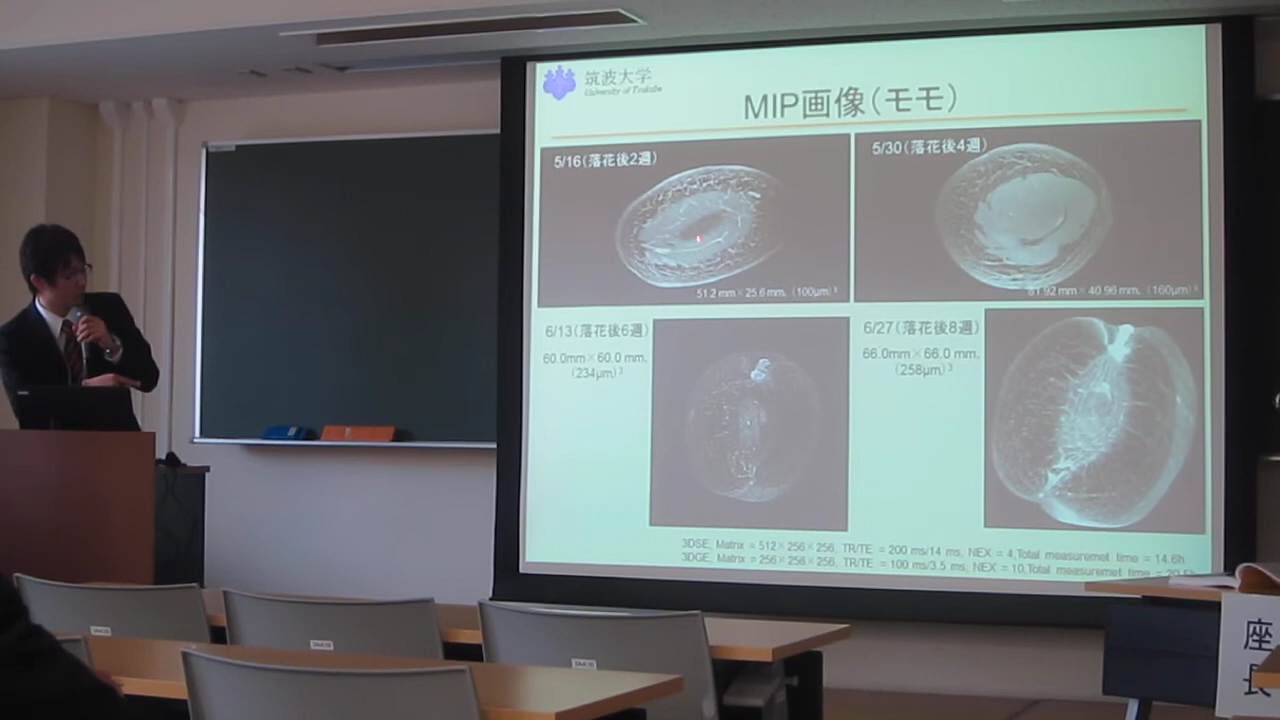 筑波大学
University of Tsukuba
MIP画像(モモ)
5/16(落花後2週)
51.2 mm×25.6 mm, (100μm)³
5/30(落花後4週)
81.92 mm×40.96 mm, (160μm)³
6/13(落花後6週)
60.0mm×60.0 mm,
(234μm)³
6/27(落花後8週)
66.0mm×66.0 mm,
(258μm)³
3DSE, Matrix = 512×256×256, TR/TE = 200 ms/14 ms, NEX = 4,Total measuremet time = 14.6h
3DGE, Matrix = 256×256×256, TR/TE = 100 ms/3.5 ms, NEX = 10,Total measuremet time =
座長